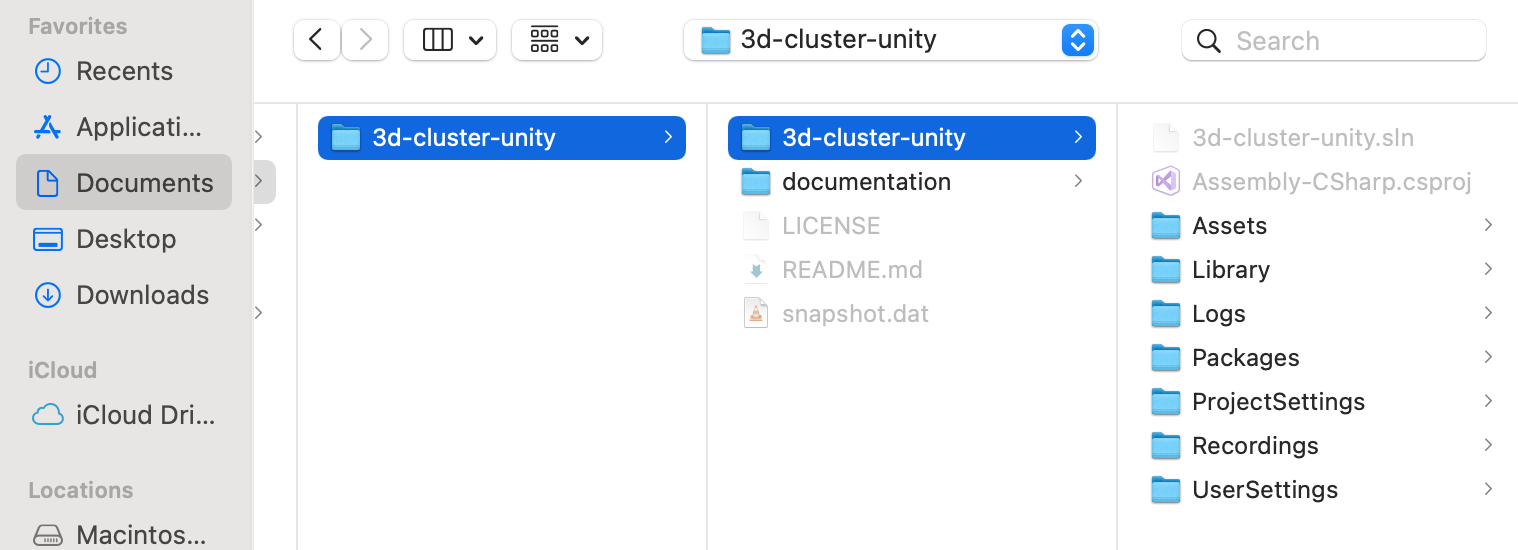 Favorites
Recents
Applicati...
Documents
Desktop
Downloads
iCloud
iCloud Dri...
Locations
Macintos...
3d-cluster-unity
Search
3d-cluster-unity
3d-cluster-unity
documentation
LICENSE
README.md
snapshot.dat
3d-cluster-unity.sln
Assembly-CSharp.csproj
Assets
Library
Logs
Packages
ProjectSettings
Recordings
UserSettings